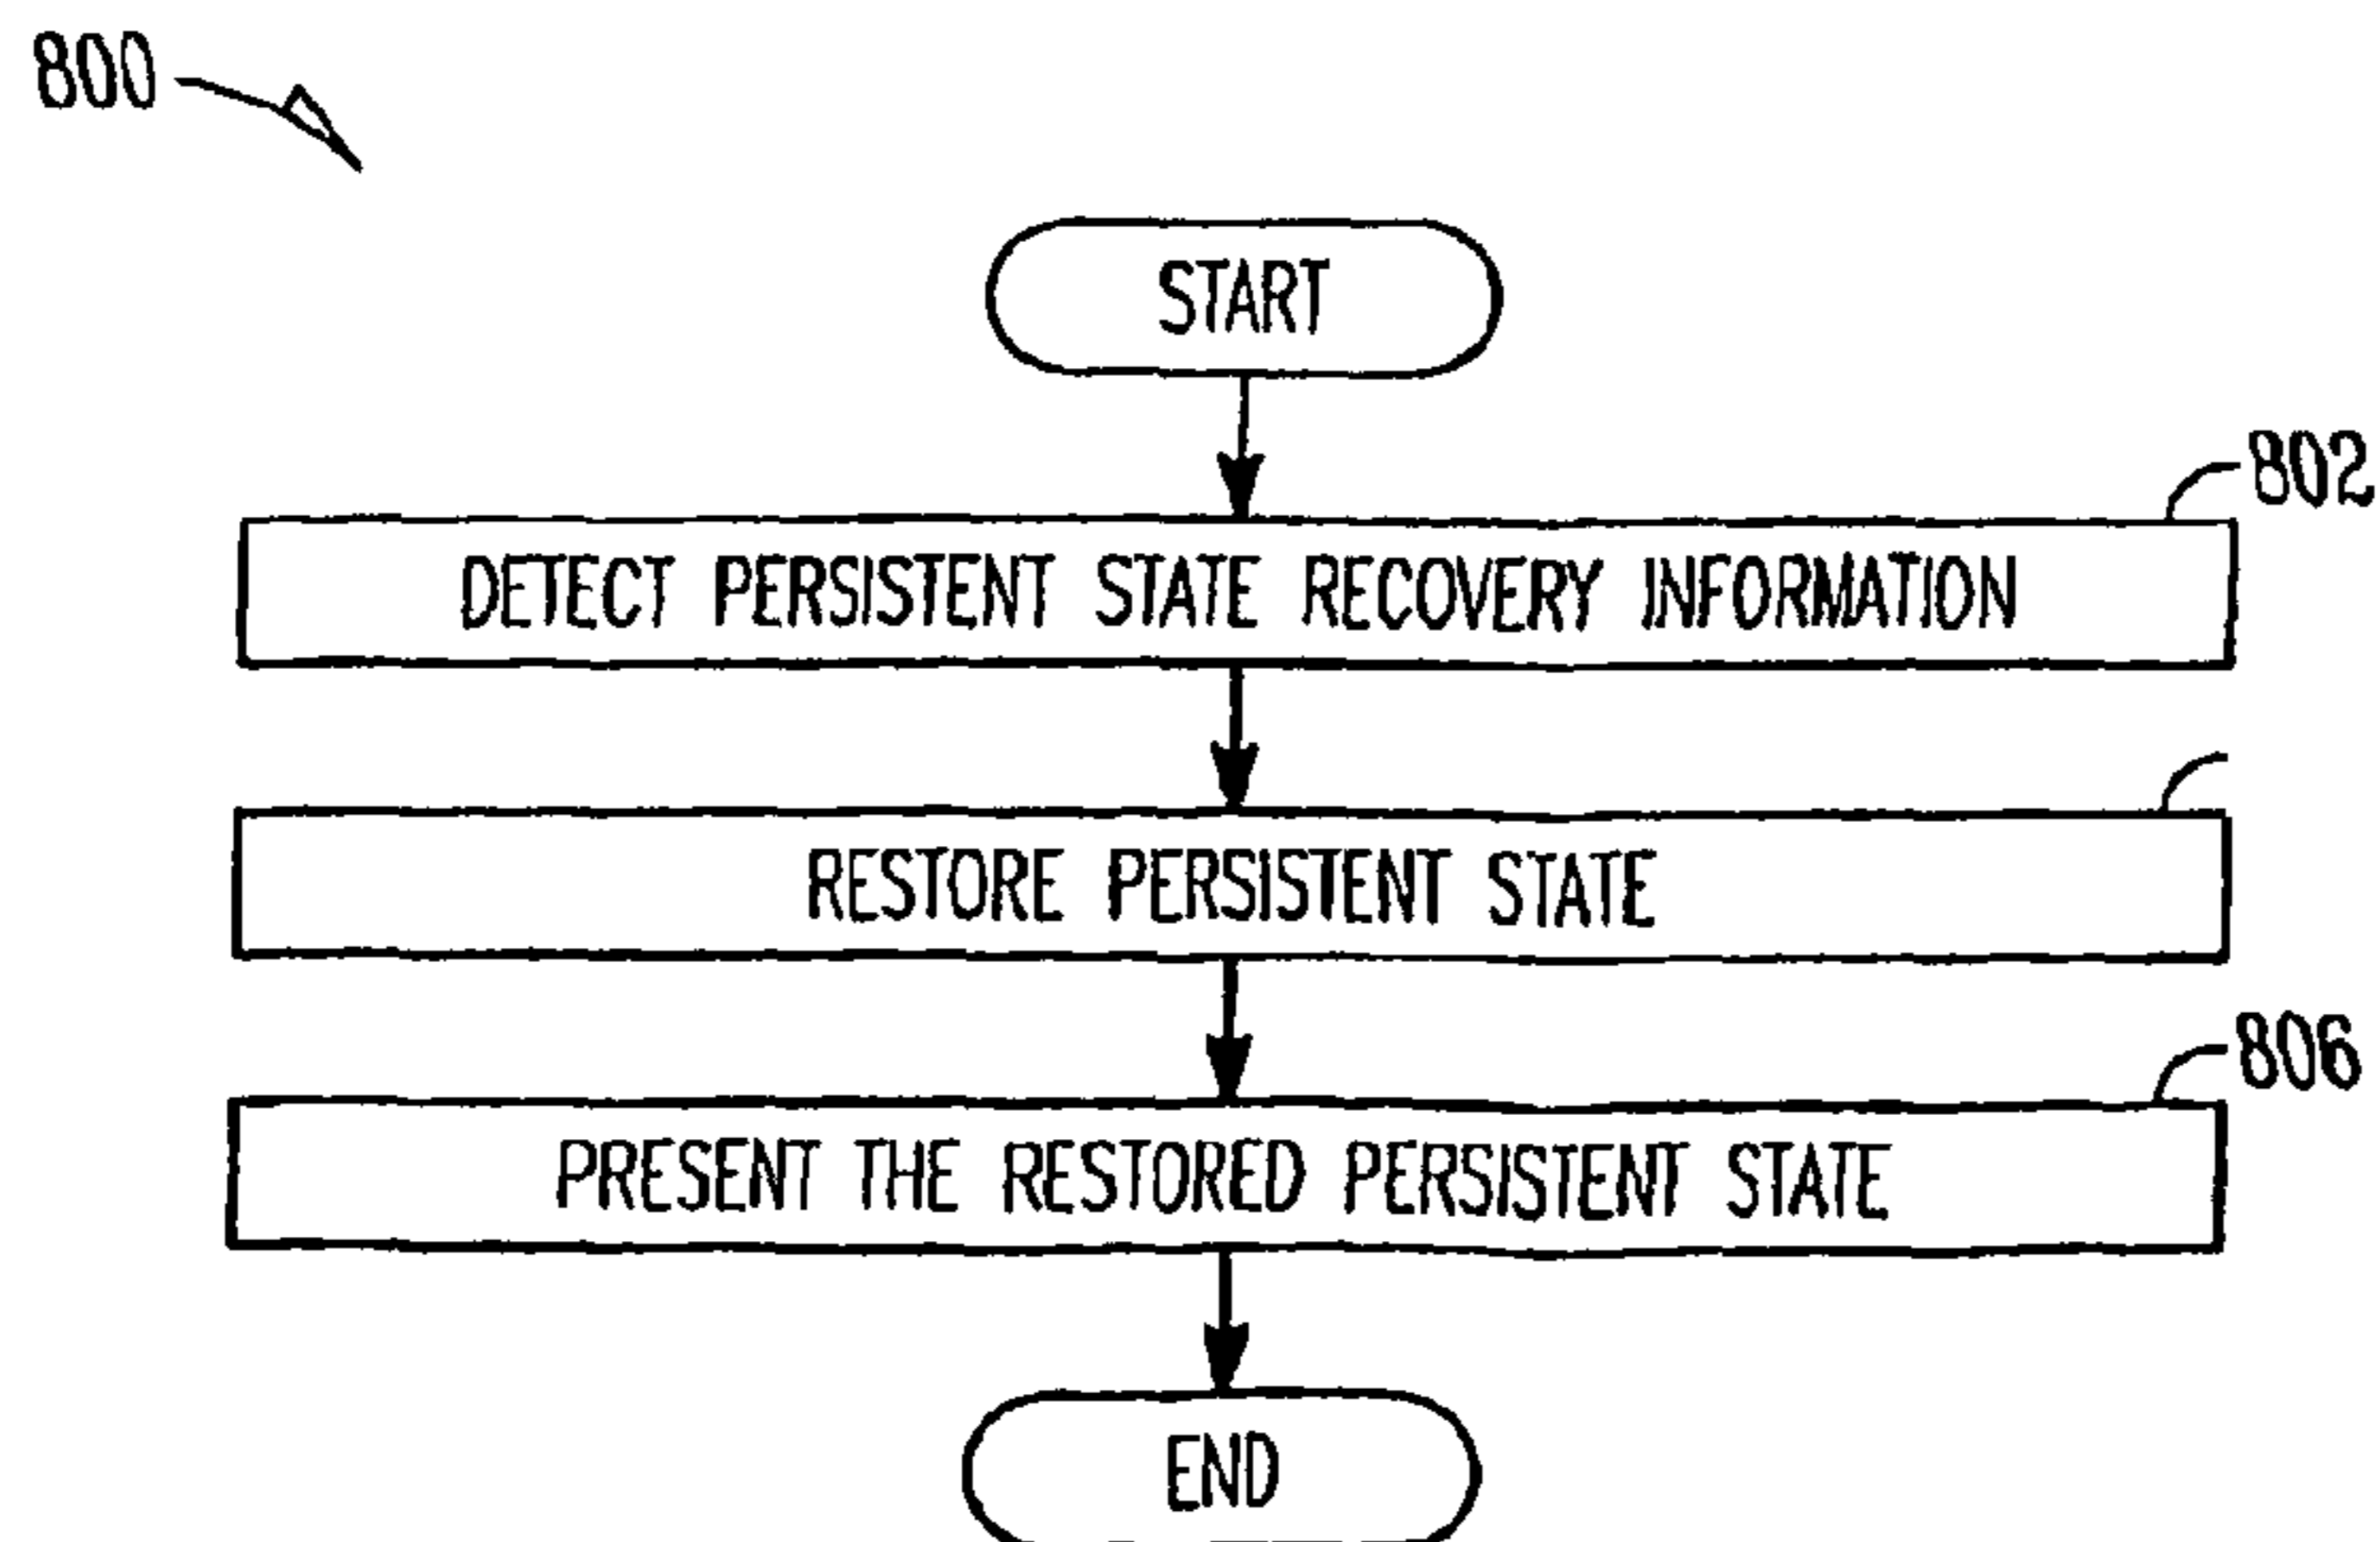 800
START
802
DETECT PERSISTENT STATE RECOVERY INFORMATION
RESTORE PERSISTENT STATE
806
PRESENT THE RESTORED PERSISTENT STATE
END